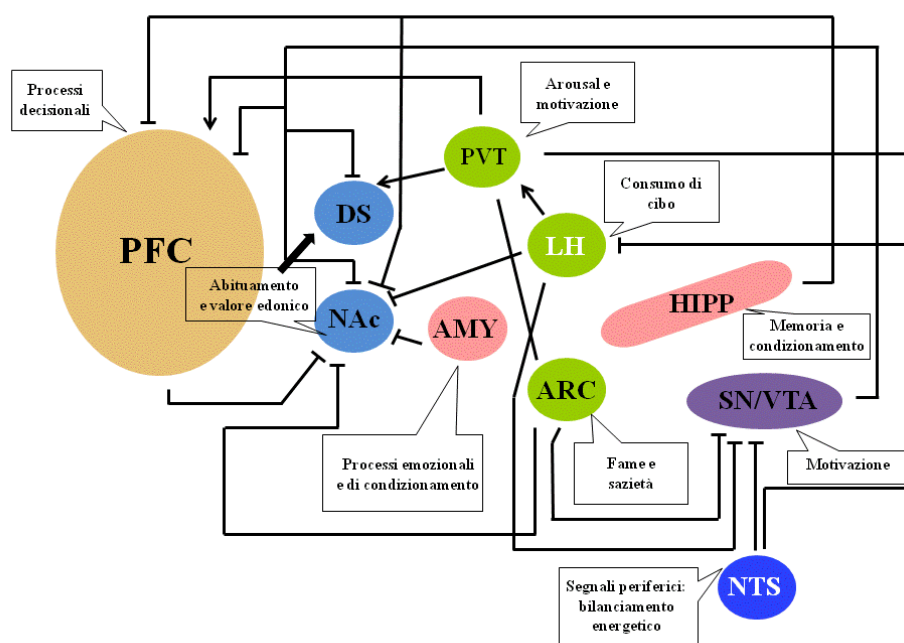 Processi
decisionali
Arousal e
motivazione
PVT
Consumo di
cibo
DS
PFC
LH
Abituamento
e valore edonico
NAc
AMY
HIPP
Memoria e
condizionamento
ARC
SN/VTA
Processi emozionali
e di condizionamento
Fame e
sazietà
Motivazione
Segnali periferici:
bilanciamento
energetico
NTS